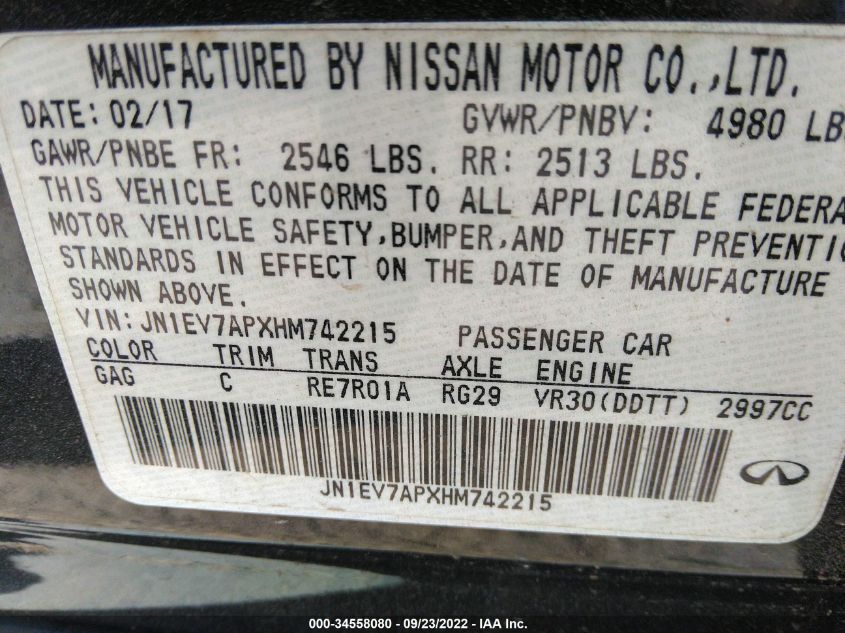 MANUFACTURED BY NISSAN MOTOR CO.,LTD.
DATE: 02/17 GVWR/PNBV: 4980 LB
GAWR/PNBE FR: 2546 LBS. RR: 2513 LBS.
THIS VEHICLE CONFORMS TO ALL APPLICABLE FEDERA
MOTOR VEHICLE SAFETY,BUMPER,AND THEFT PREVENTIO
STANDARDS IN EFFECT ON THE DATE OF MANUFACTURE
SHOWN ABOVE.
VIN: JN1EV7APXHM742215 PASSENGER CAR
COLOR TRIM TRANS AXLE ENGINE
GAG C RE7R01A RG29 VR30(DDTT) 2997CC
JN1EV7APXHM742215
000-34558080 - 09/23/2022 - IAA Inc.